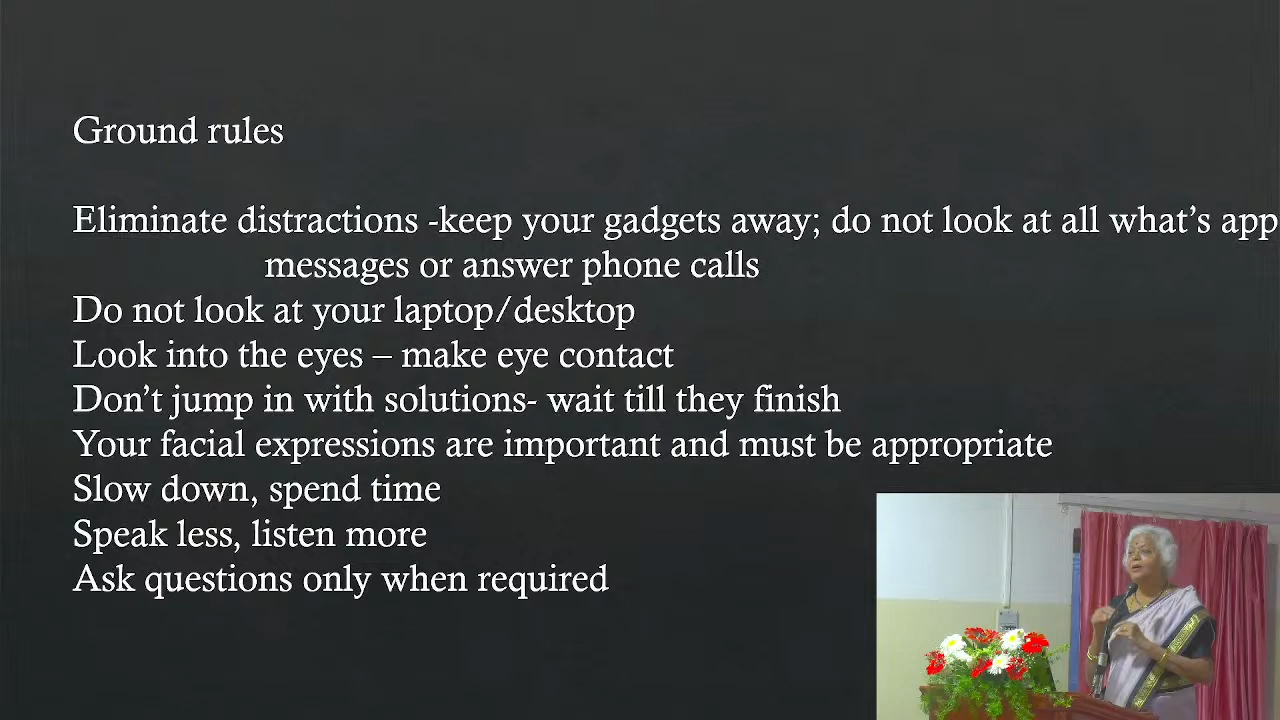 Ground rules
Eliminate distractions -keep your gadgets away; do not look at all what’s app
messages or answer phone calls
Do not look at your laptop/desktop
Look into the eyes – make eye contact
Don’t jump in with solutions- wait till they finish
Your facial expressions are important and must be appropriate
Slow down, spend time
Speak less, listen more
Ask questions only when required